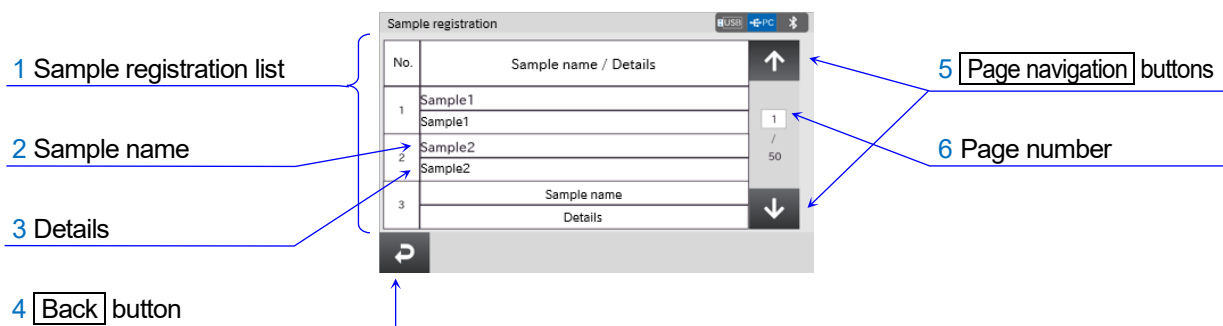 Sample registration
USB
PC
1 Sample registration list
No.
Sample name / Details
5 Page navigation buttons
1
Sample1
Sample1
1
/
50
2 Sample name
2
Sample2
Sample2
6 Page number
3 Details
3
Sample name
Details
4 Back button